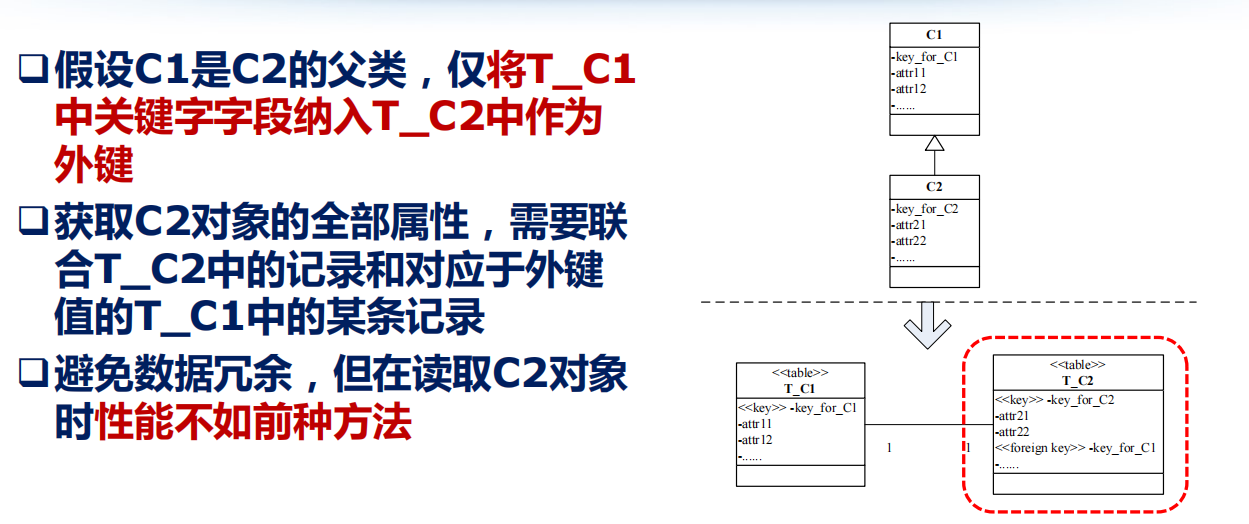 ❑假设C1是C2的父类，仅将T_C1
中关键字字段纳入T_C2中作为
外键
❑获取C2对象的全部属性，需要联
合T_C2中的记录和对应于外键
值的T_C1中的某条记录
❑避免数据冗余，但在读取C2对象
时性能不如前种方法
C1
-key_for_C1
-attr11
-attr12
-......
C2
-key_for_C2
-attr21
-attr22
-......
<<table>>
T_C1
<<key>> -key_for_C1
-attr11
-attr12
-......
1
1
<<table>>
T_C2
<<key>> -key_for_C2
-attr21
-attr22
<<foreign key>> -key_for_C1
-......